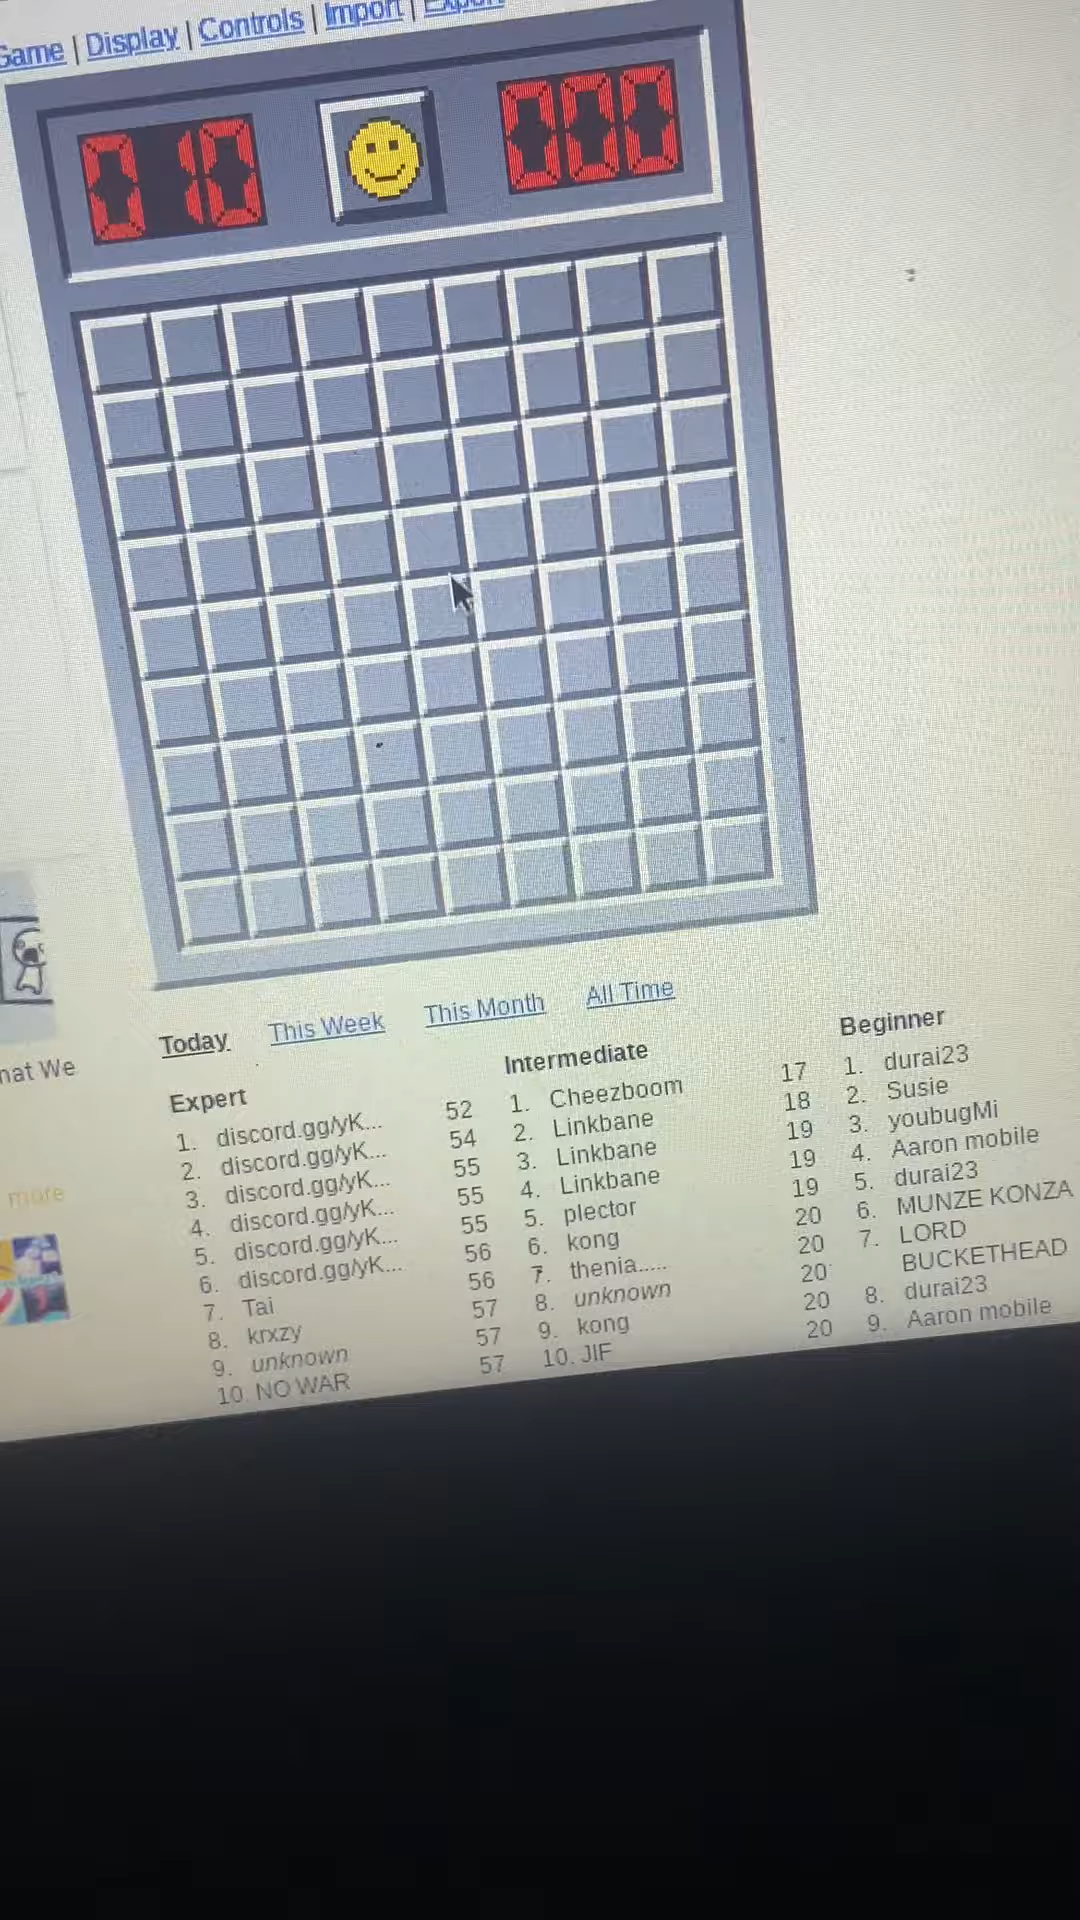 Game | Display | Controls | Import | Export
010
000
Today This Week This Month All Time
Expert
1. discord.gg/yK... 52
2. discord.gg/yK... 54
3. discord.gg/yK... 55
4. discord.gg/yK... 55
5. discord.gg/yK... 55
6. discord.gg/yK... 56
7. Tai 56
8. krxzy 57
9. unknown 57
10. NO WAR 57
Intermediate
1. Cheezboom 17
2. Linkbane 18
3. Linkbane 19
4. Linkbane 19
5. plector 19
6. kong 20
7. thenia..... 20
8. unknown 20
9. kong 20
10. JIF 20
Beginner
1. durai23
2. Susie
3. youbugMi
4. Aaron mobile
5. durai23
6. MUNZE KONZA
7. LORD
BUCKETHEAD
8. durai23
9. Aaron mobile
hat We
more